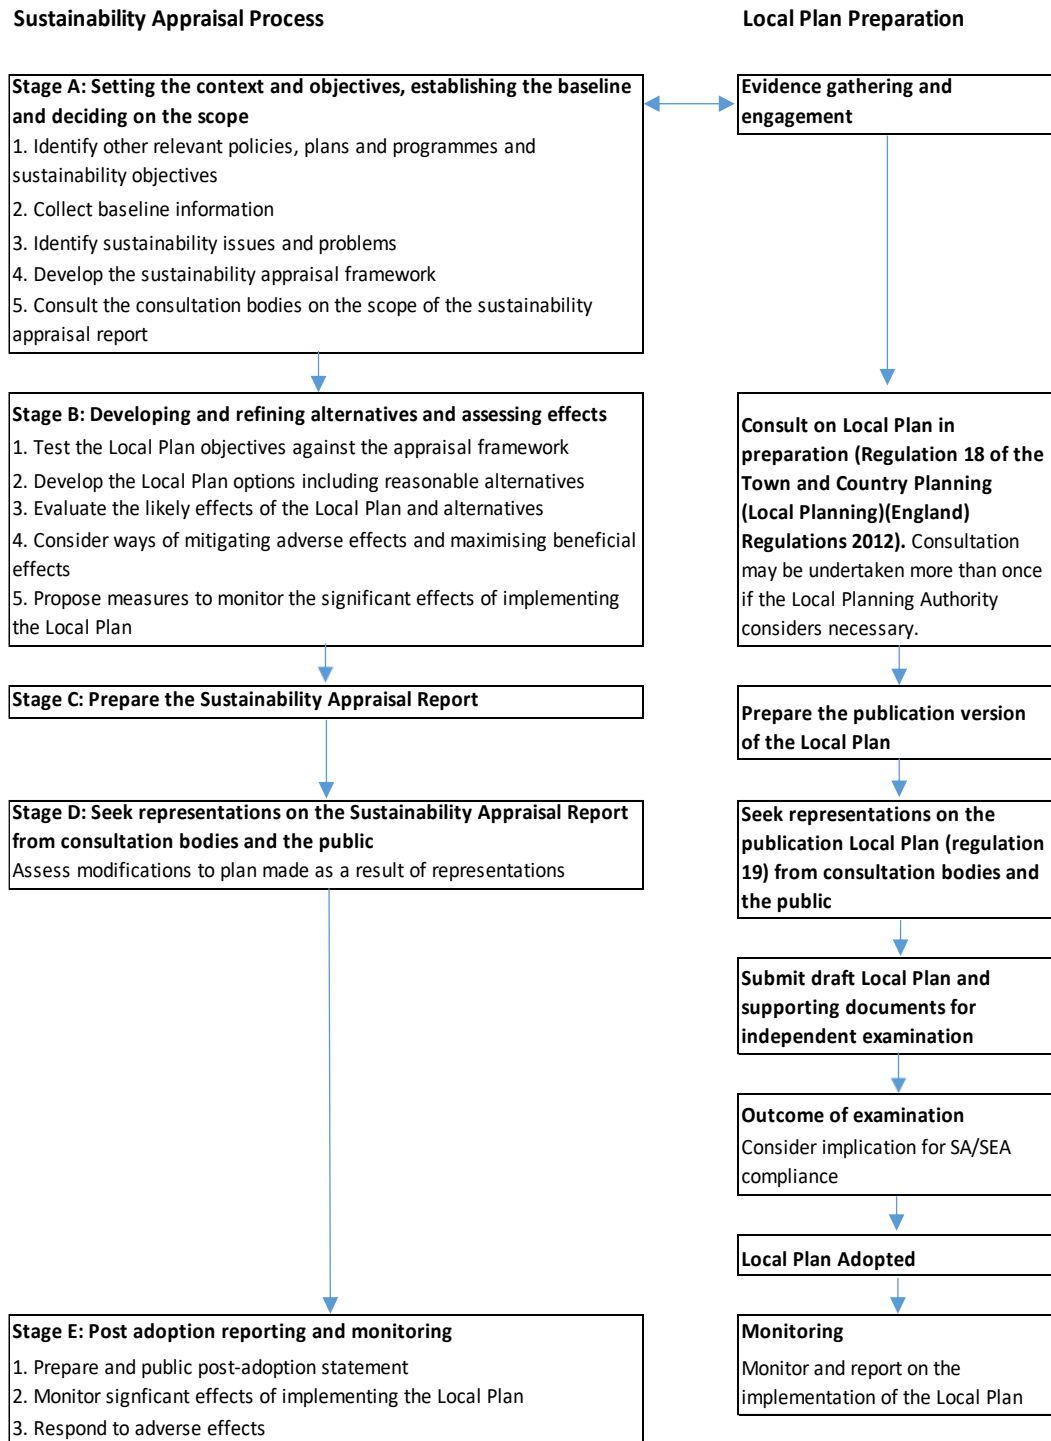 Sustainability Appraisal Process
Local Plan Preparation
Stage A: Setting the context and objectives, establishing the baseline
and deciding on the scope
1. Identify other relevant policies, plans and programmes and
sustainability objectives
2. Collect baseline information
3. Identify sustainability issues and problems
4. Develop the sustainability appraisal framework
5. Consult the consultation bodies on the scope of the sustainability
appraisal report
Evidence gathering and
engagement
Stage B: Developing and refining alternatives and assessing effects
1. Test the Local Plan objectives against the appraisal framework
2. Develop the Local Plan options including reasonable alternatives
3. Evaluate the likely effects of the Local Plan and alternatives
4. Consider ways of mitigating adverse effects and maximising beneficial
effects
5. Propose measures to monitor the significant effects of implementing
the Local Plan
Consult on Local Plan in
preparation (Regulation 18 of the
Town and Country Planning
(Local Planning)(England)
Regulations 2012). Consultation
may be undertaken more than once
if the Local Planning Authority
considers necessary.
Stage C: Prepare the Sustainability Appraisal Report
Prepare the publication version
of the Local Plan
Stage D: Seek representations on the Sustainability Appraisal Report
from consultation bodies and the public
Assess modifications to plan made as a result of representations
Seek representations on the
publication Local Plan (regulation
19) from consultation bodies and
the public
Submit draft Local Plan and
supporting documents for
independent examination
Outcome of examination
Consider implication for SA/SEA
compliance
Local Plan Adopted
Stage E: Post adoption reporting and monitoring
1. Prepare and public post-adoption statement
2. Monitor signficant effects of implementing the Local Plan
3. Respond to adverse effects
Monitoring
Monitor and report on the
implementation of the Local Plan